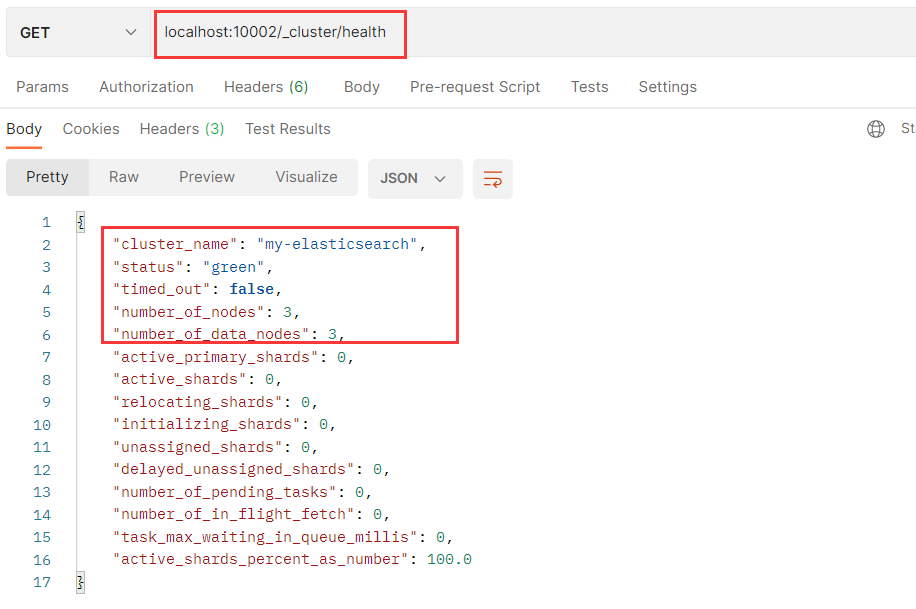 GET localhost:10002/_cluster/health
Params Authorization Headers (6) Body Pre-request Script Tests Settings
Body Cookies Headers (3) Test Results St
Pretty Raw Preview Visualize JSON
1 {
2 "cluster_name": "my-elasticsearch",
3 "status": "green",
4 "timed_out": false,
5 "number_of_nodes": 3,
6 "number_of_data_nodes": 3,
7 "active_primary_shards": 0,
8 "active_shards": 0,
9 "relocating_shards": 0,
10 "initializing_shards": 0,
11 "unassigned_shards": 0,
12 "delayed_unassigned_shards": 0,
13 "number_of_pending_tasks": 0,
14 "number_of_in_flight_fetch": 0,
15 "task_max_waiting_in_queue_millis": 0,
16 "active_shards_percent_as_number": 100.0
17 }